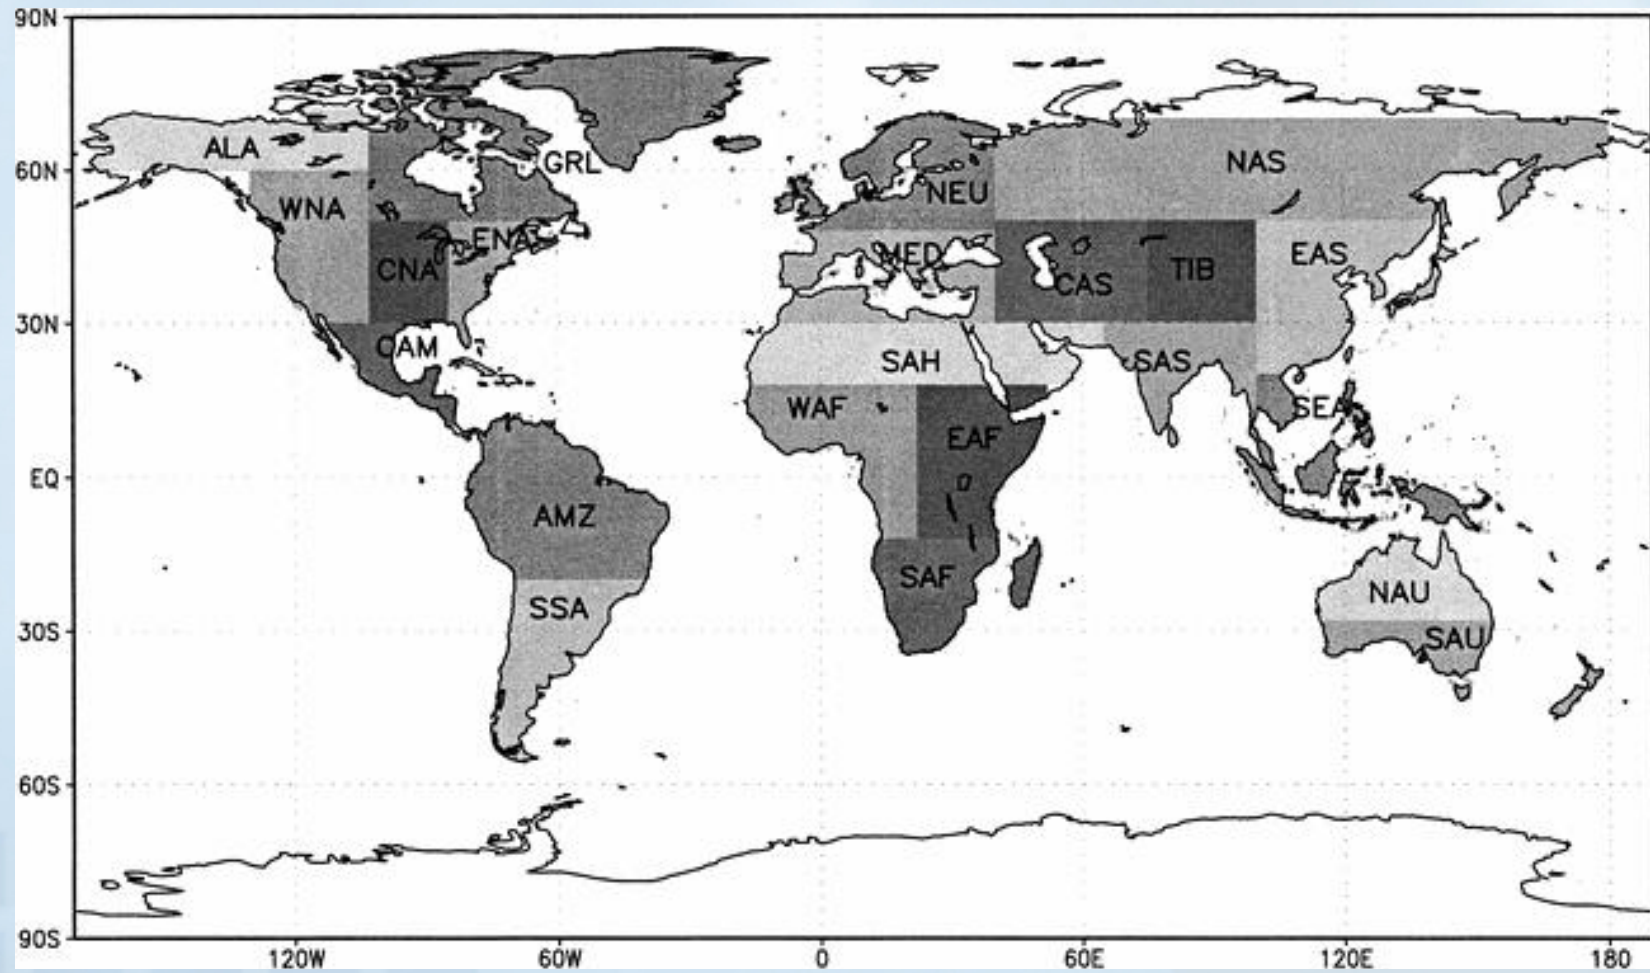 90N
60N
30N
EQ
30S
60S
90S
ALA
GRL
NAS
WNA
NEU
ENA
MED
EAS
CNA
CAS
TIB
CAM
SAH
SAS
WAF
SEA
EAF
AMZ
SAF
NAU
SSA
SAU
120W
60W
0
60E
120E
180